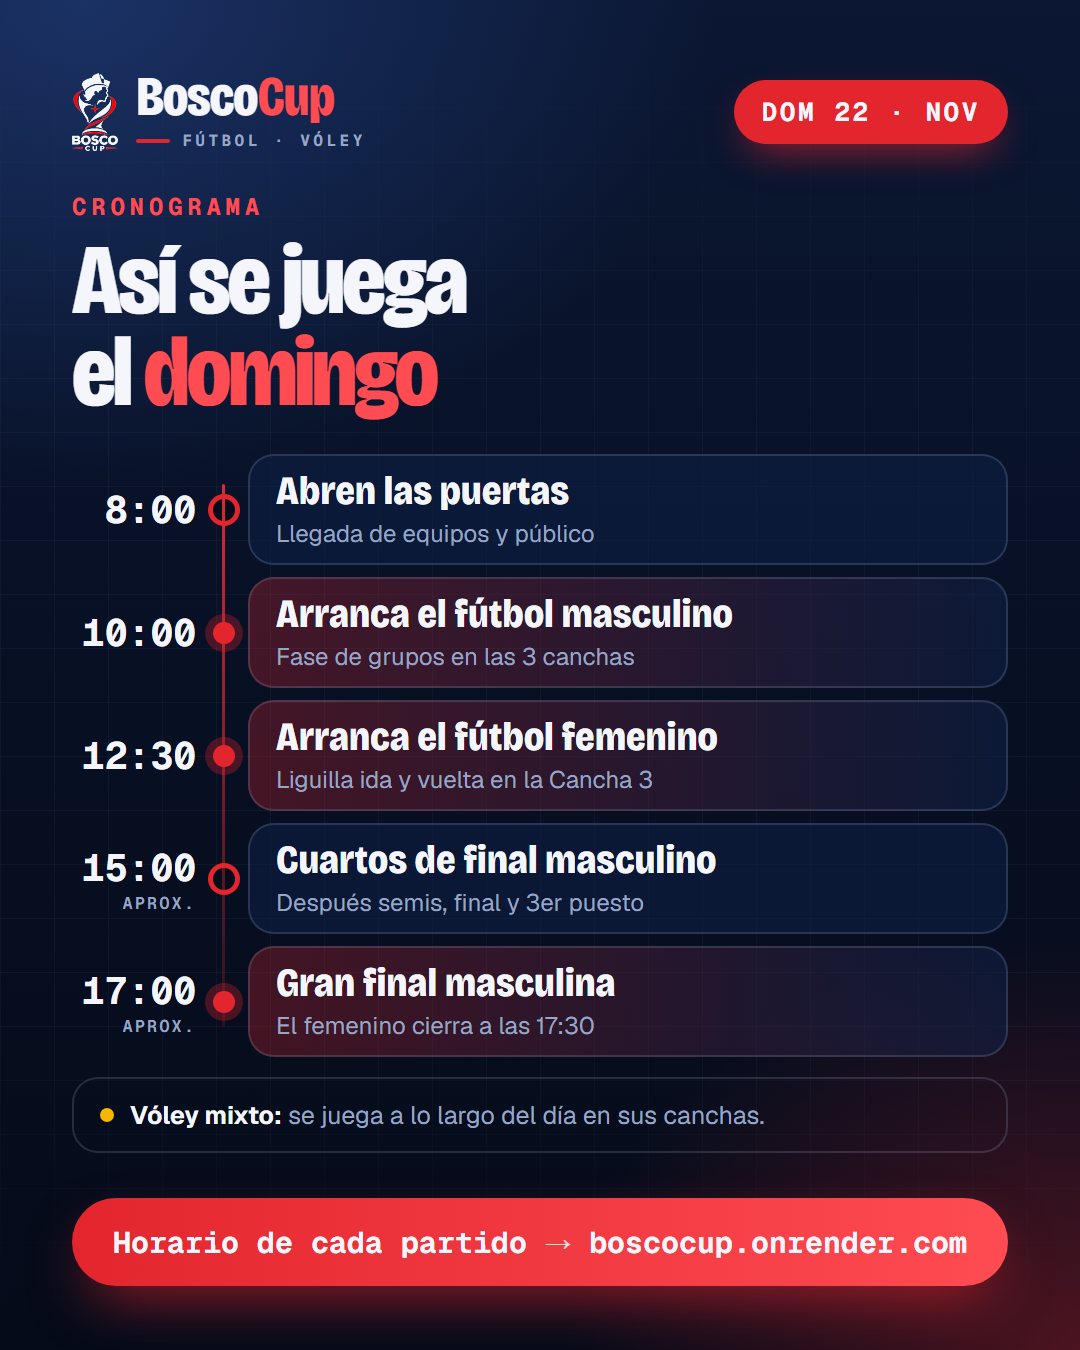 BOSCO
CUP
BoscoCup
FÚTBOL · VÓLEY
DOM 22 · NOV
CRONOGRAMA
Así se juega
el domingo
8:00
Abren las puertas
Llegada de equipos y público
10:00
Arranca el fútbol masculino
Fase de grupos en las 3 canchas
12:30
Arranca el fútbol femenino
Liguilla ida y vuelta en la Cancha 3
15:00
APROX.
Cuartos de final masculino
Después semis, final y 3er puesto
17:00
APROX.
Gran final masculina
El femenino cierra a las 17:30
Vóley mixto: se juega a lo largo del día en sus canchas.
Horario de cada partido → boscocup.onrender.com